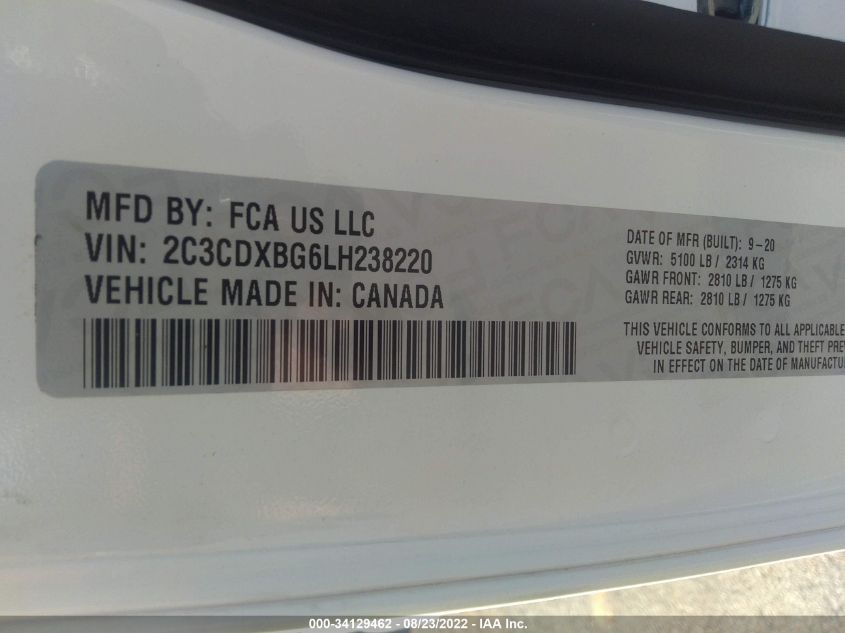 MFD BY: FCA US LLC
VIN: 2C3CDXBG6LH238220
VEHICLE MADE IN: CANADA
DATE OF MFR (BUILT): 9-20
GVWR: 5100 LB / 2314 KG
GAWR FRONT: 2810 LB / 1275 KG
GAWR REAR: 2810 LB / 1275 KG
THIS VEHICLE CONFORMS TO ALL APPLICABLE
VEHICLE SAFETY, BUMPER, AND THEFT
IN EFFECT ON THE DATE OF
000-34129462 - 08/23/2022 - IAA Inc.